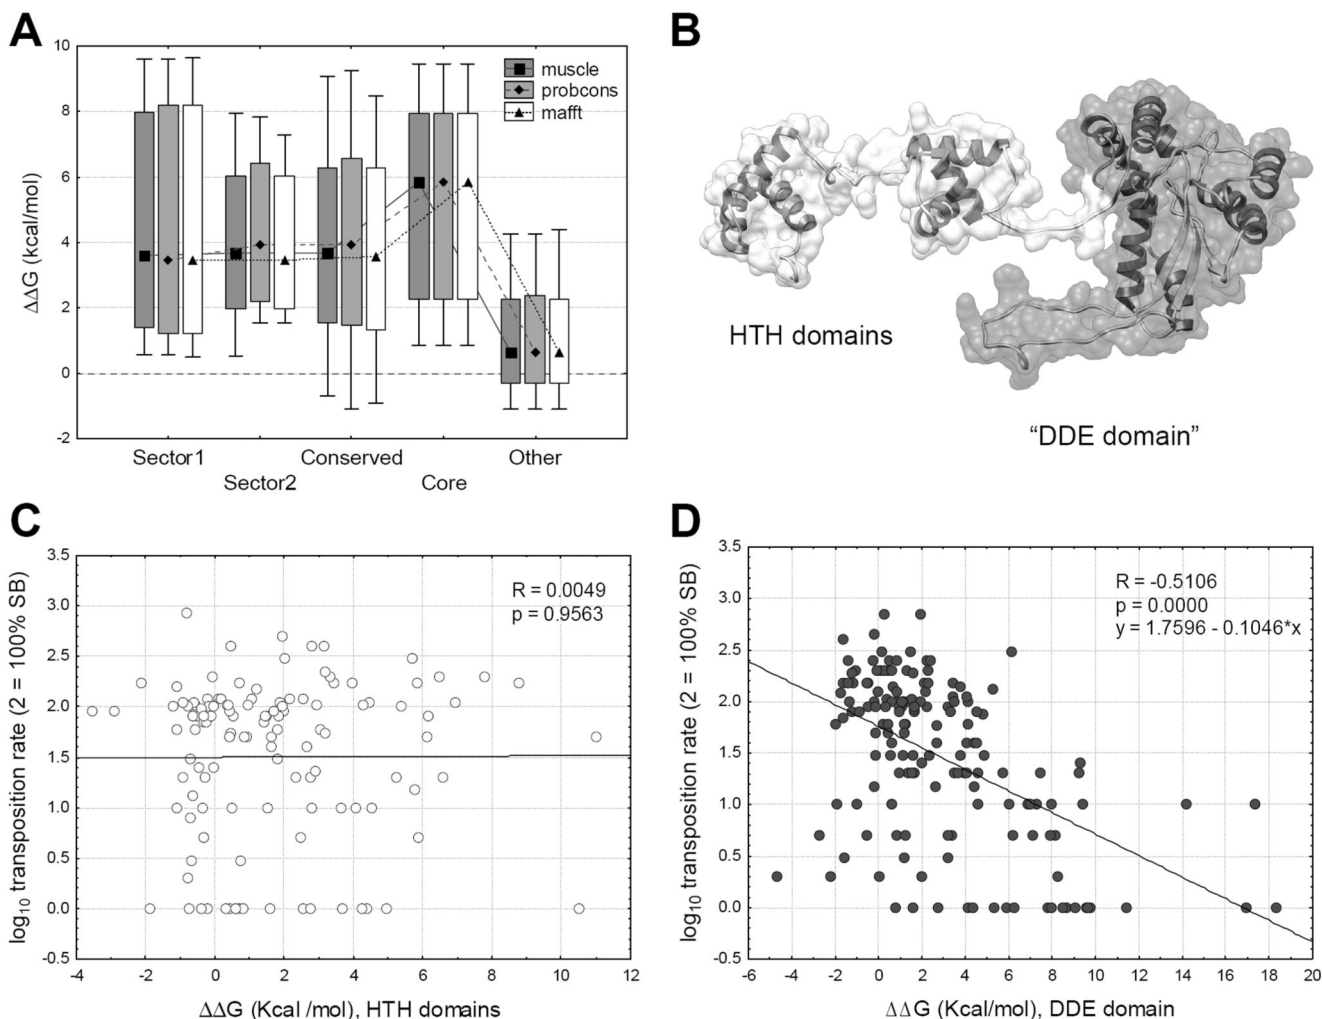 A
10
8
6
4
2
0
-2
ΔΔG (kcal/mol)
muscle
probcons
mafft
Sector1
Sector2
Conserved
Core
Other
B
HTH domains
“DDE domain”
C
3.5
3.0
2.5
2.0
1.5
1.0
0.5
0.0
-0.5
log10 transposition rate (2 = 100% SB)
R = 0.0049
p = 0.9563
-4 -2 0 2 4 6 8 10 12
ΔΔG (Kcal /mol), HTH domains
D
3.5
3.0
2.5
2.0
1.5
1.0
0.5
0.0
-0.5
log10 transposition rate (2 = 100% SB)
R = -0.5106
p = 0.0000
y = 1.7596 - 0.1046*x
-6 -4 -2 0 2 4 6 8 10 12 14 16 18 20
ΔΔG (Kcal/mol), DDE domain